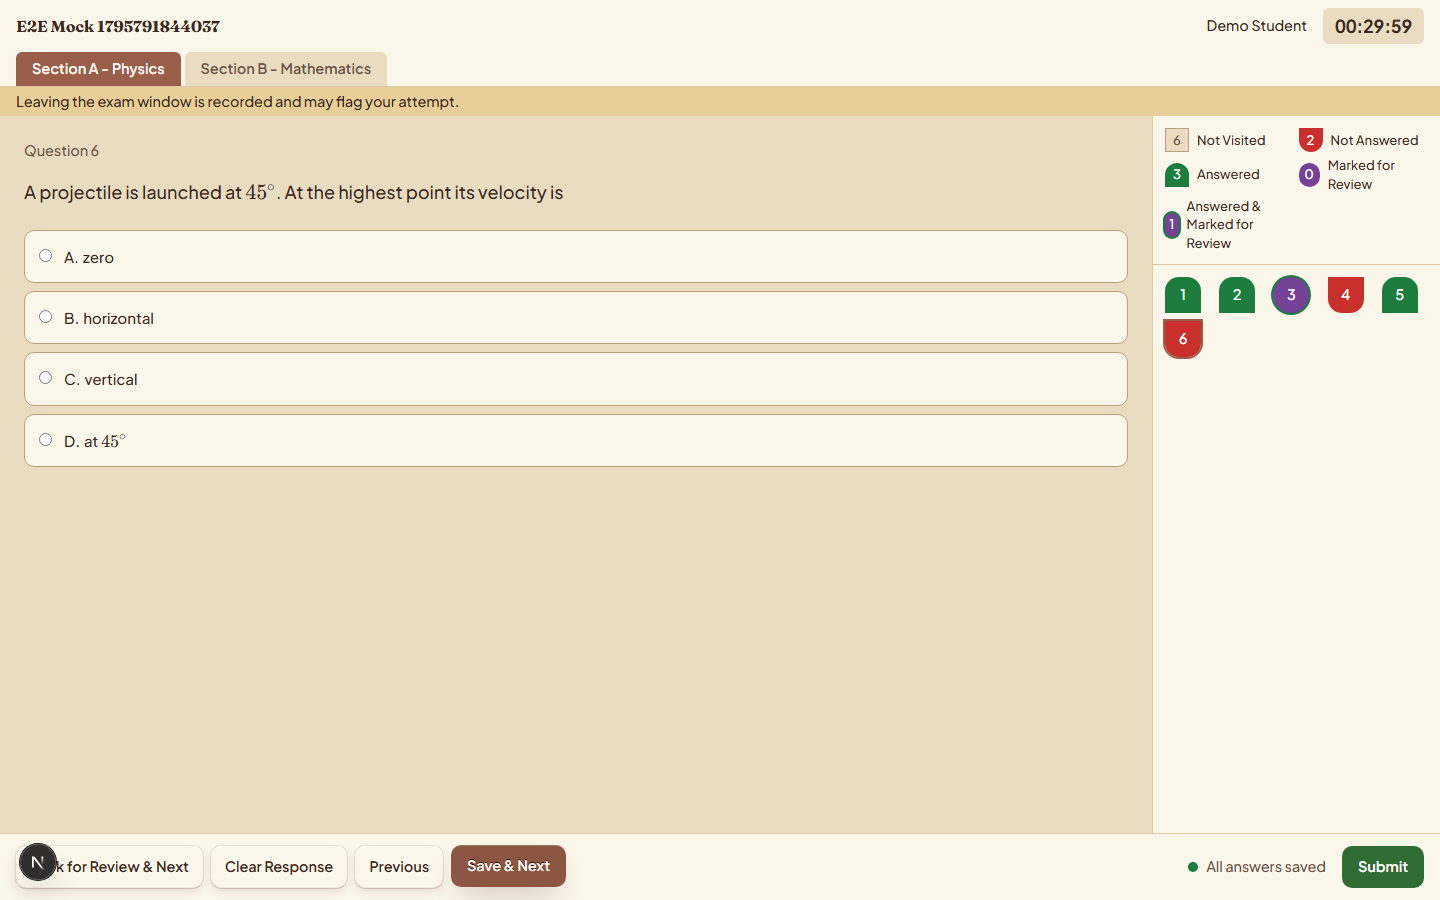 E2E Mock 1795791844037
Demo Student
00:29:59
Section A - Physics
Section B - Mathematics
Leaving the exam window is recorded and may flag your attempt.
Question 6
A projectile is launched at 45°. At the highest point its velocity is
A. zero
B. horizontal
C. vertical
D. at 45°
6 Not Visited
2 Not Answered
3 Answered
0 Marked for
Review
1 Answered &
Marked for
Review
1 2 3 4 5
6
N
for Review & Next
Clear Response
Previous
Save & Next
All answers saved
Submit